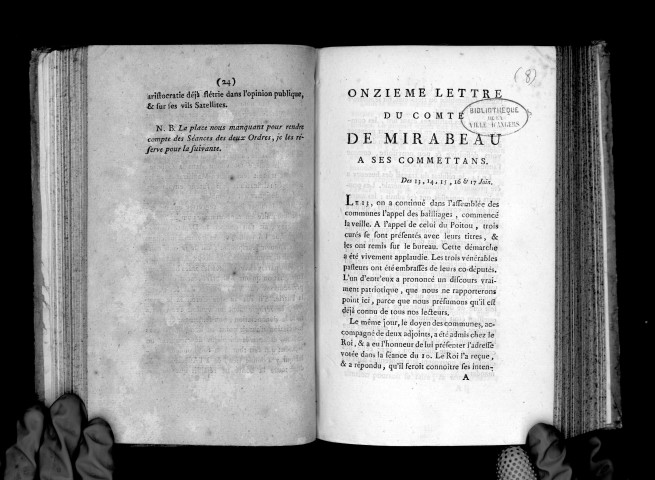 (24)
aristocratie déjà flétrie dans l'opinion publique,
& sur ses vils Satellites.
N. B. La place nous manquant pour rendre
compte des Séances des deux Ordres, je les ré-
serve pour la suivante.
(8)
ONZIEME LETTRE
DU COMTE
DE MIRABEAU
A SES COMMETTANS.
BIBLIOTHÈQUE
DE LA
VILLE D'ANGERS
Des 13, 14, 15, 16 & 17 Juin.
LE 13, on a continué dans l'assemblée des
communes l'appel des bailliages, commencé
la veille. A l'appel de celui du Poitou, trois
curés se sont présentés avec leurs titres, &
les ont remis sur le bureau. Cette démarche
a été vivement applaudie. Les trois vénérables
pasteurs ont été embrassés de leurs co-députés.
L'un d'entr'eux a prononcé un discours vrai-
ment patriotique, que nous ne rapporterons
point ici, parce que nous présumons qu'il est
déjà connu de tous nos lecteurs.
Le même jour, le doyen des communes, ac-
compagné de deux adjoints, a été admis chez le
Roi, & a eu l'honneur de lui présenter l'adresse
votée dans la séance du 10. Le Roi l'a reçue,
& a répondu, qu'il feroit connoître ses inten-
A